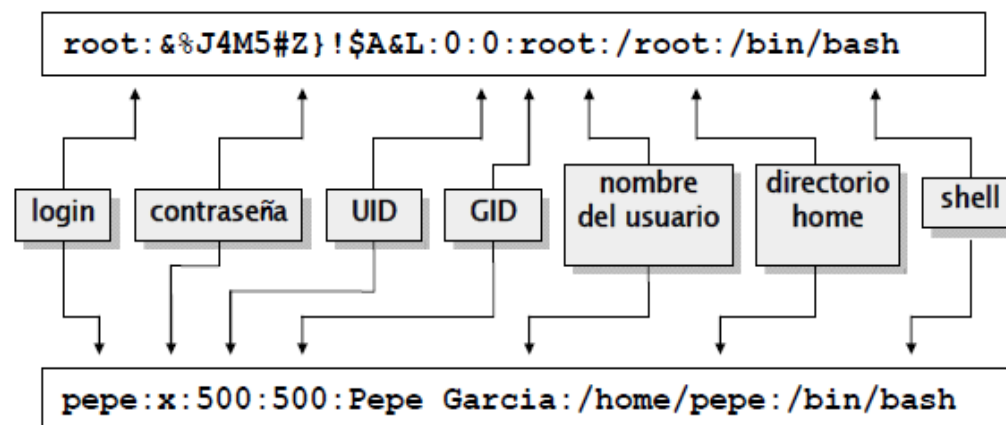 root:&%J4M5#Z}!$A&L:0:0:root:/root:/bin/bash
login
contraseña
UID
GID
nombre
del usuario
directorio
home
shell
pepe:x:500:500:Pepe Garcia:/home/pepe:/bin/bash